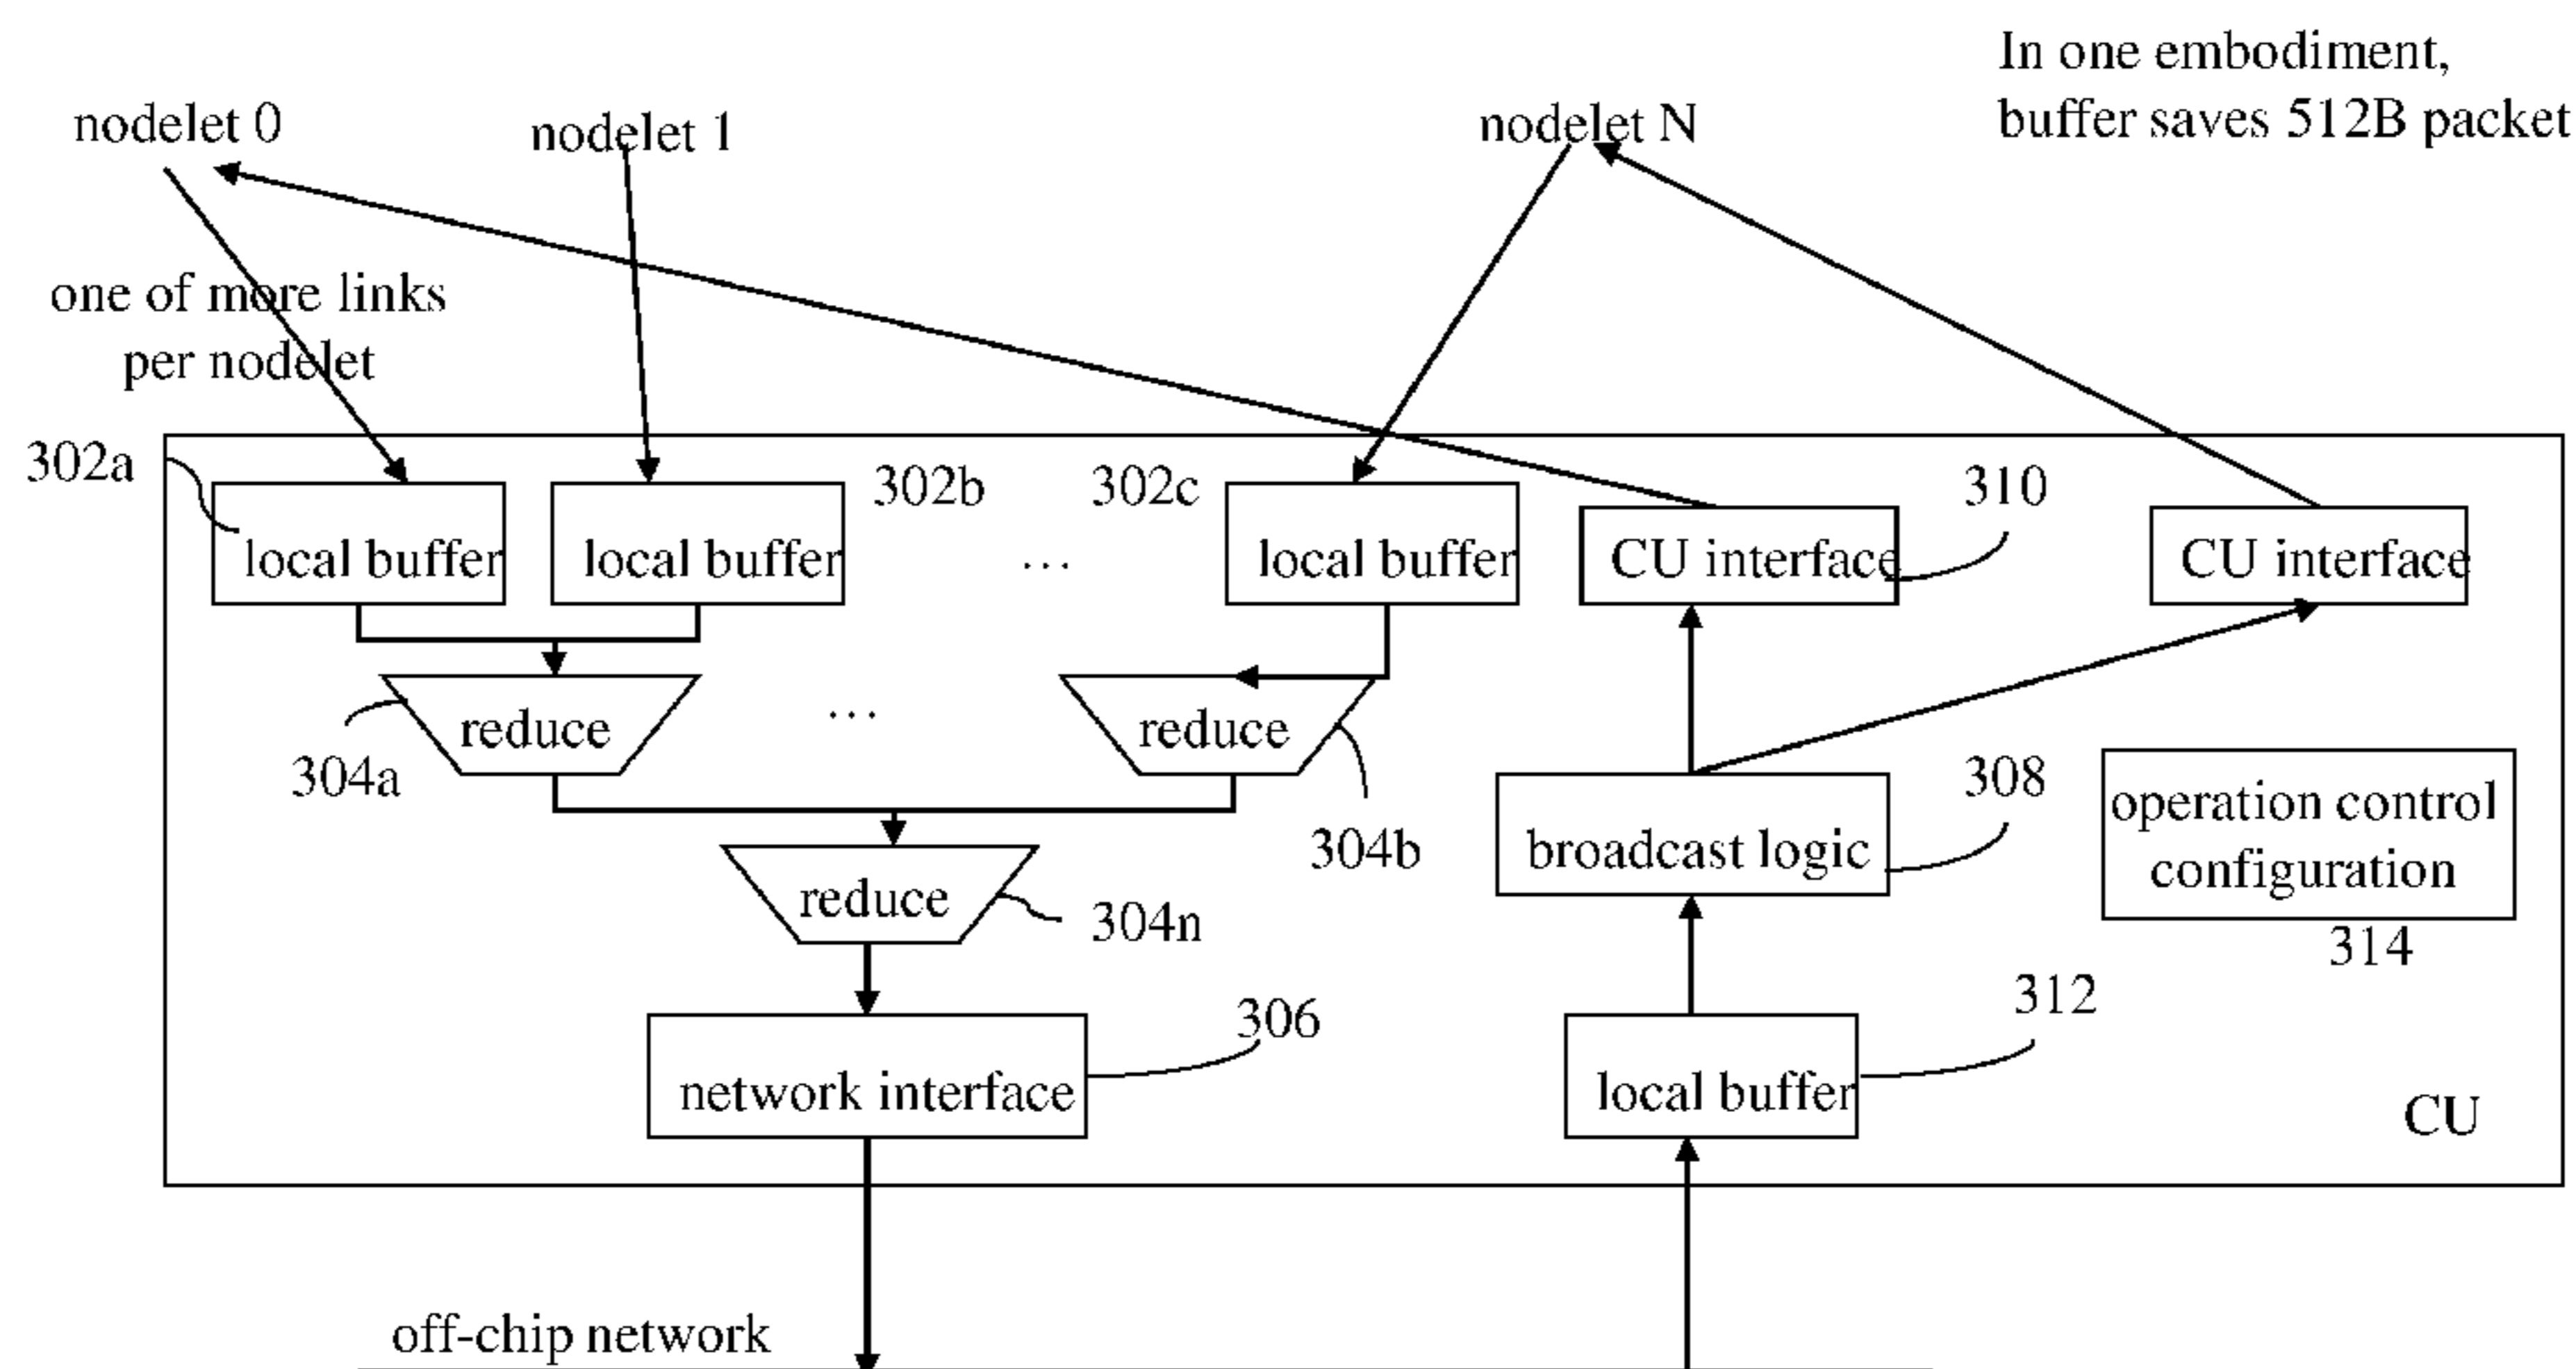 In one embodiment,
buffer saves 512B packet
nodelet 0
nodelet 1
nodelet N
one of more links
per nodelet
302a
302b
302c
310
local buffer
local buffer
...
local buffer
CU interface
CU interface
reduce
...
reduce
304a
304b
308
broadcast logic
operation control
configuration
314
reduce
304n
306
312
network interface
local buffer
CU
off-chip network